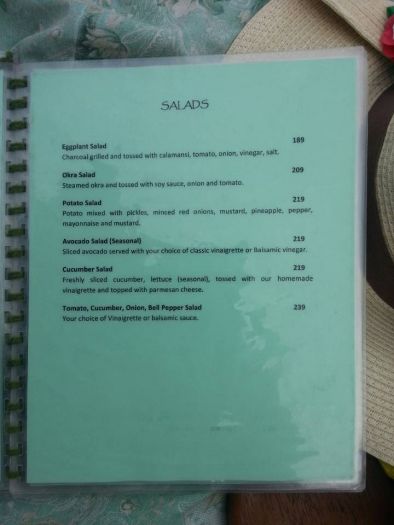 SALADS
Eggplant Salad 189
Charcoal grilled and tossed with calamansi, tomato, onion, vinegar, salt.
Okra Salad 209
Steamed okra and tossed with soy sauce, onion and tomato.
Potato Salad 219
Potato mixed with pickles, minced red onions, mustard, pineapple, pepper,
mayonnaise and mustard.
Avocado Salad (Seasonal) 219
Sliced avocado served with your choice of classic vinaigrette or Balsamic vinegar.
Cucumber Salad 219
Freshly sliced cucumber, lettuce (seasonal), tossed with our homemade
vinaigrette and topped with parmesan cheese.
Tomato, Cucumber, Onion, Bell Pepper Salad 239
Your choice of Vinaigrette or balsamic sauce.